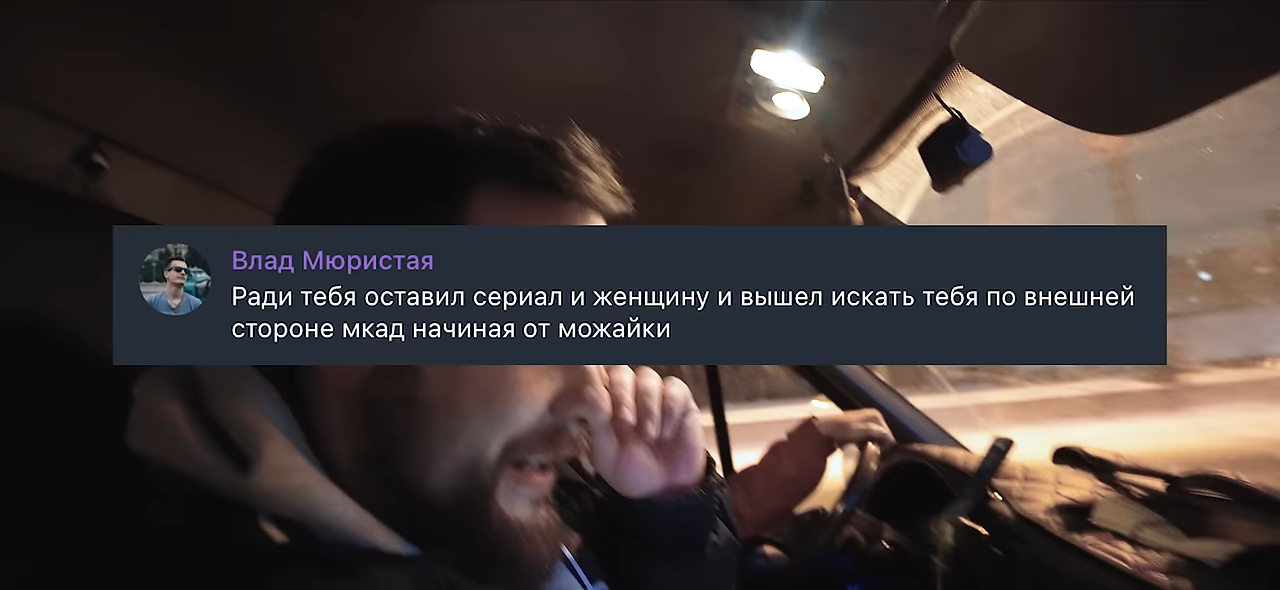 Влад Мюристая
Ради тебя оставил сериал и женщину и вышел искать тебя по внешней
стороне мкад начиная от можайки